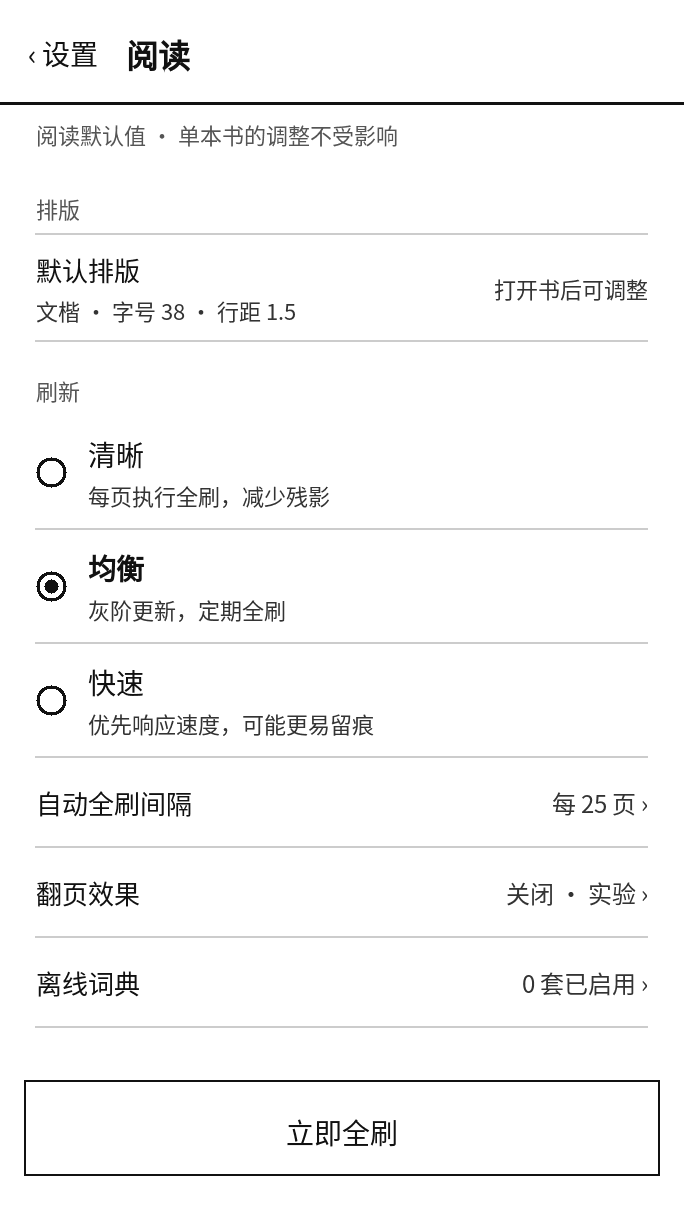 ‹ 设置 阅读
阅读默认值 · 单本书的调整不受影响
排版
默认排版
文楷 · 字号 38 · 行距 1.5
打开书后可调整
刷新
清晰
每页执行全刷，减少残影
均衡
灰阶更新，定期全刷
快速
优先响应速度，可能更易留痕
自动全刷间隔 每 25 页 ›
翻页效果 关闭 · 实验 ›
离线词典 0 套已启用 ›
立即全刷